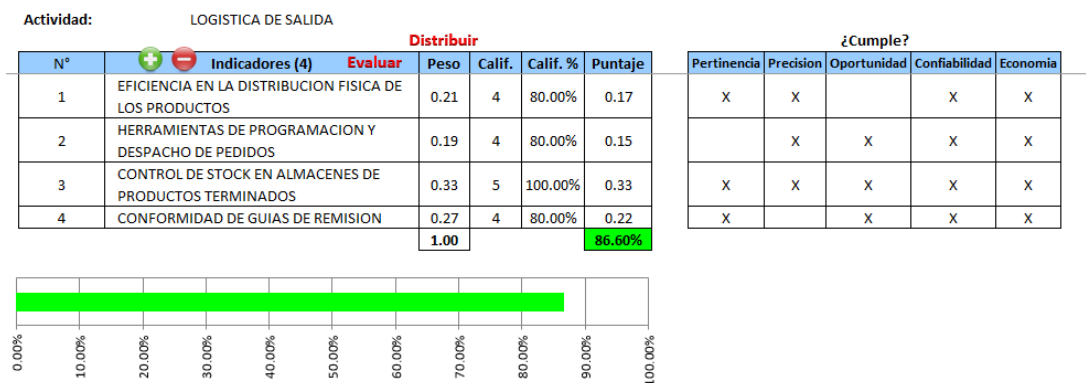 Actividad: LOGISTICA DE SALIDA
Distribuir ¿Cumple?
N° Indicadores (4) Evaluar Peso Calif. Calif. % Puntaje Pertinencia Precision Oportunidad Confiabilidad Economia
1 EFICIENCIA EN LA DISTRIBUCION FISICA DE LOS PRODUCTOS 0.21 4 80.00% 0.17 X X X X
2 HERRAMIENTAS DE PROGRAMACION Y DESPACHO DE PEDIDOS 0.19 4 80.00% 0.15 X X X X
3 CONTROL DE STOCK EN ALMACENES DE PRODUCTOS TERMINADOS 0.33 5 100.00% 0.33 X X X X X
4 CONFORMIDAD DE GUIAS DE REMISION 0.27 4 80.00% 0.22 X X X X
1.00 86.60%
0.00% 10.00% 20.00% 30.00% 40.00% 50.00% 60.00% 70.00% 80.00% 90.00% 100.00%